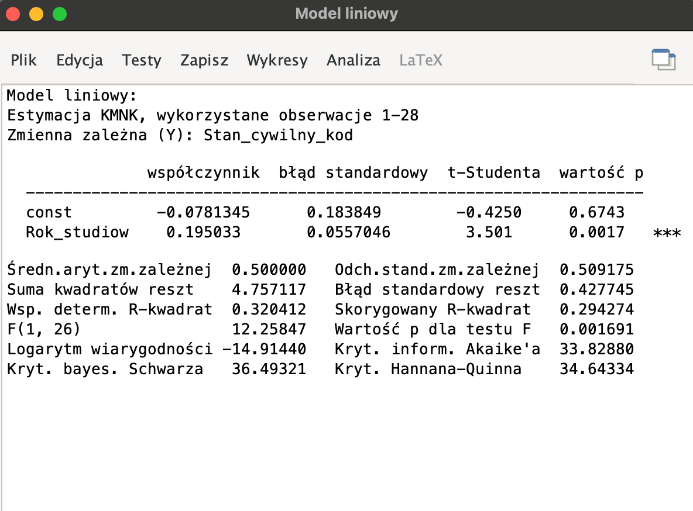 Model liniowy
Plik Edycja Testy Zapisz Wykresy Analiza LaTeX
Model liniowy:
Estymacja KMNK, wykorzystane obserwacje 1-28
Zmienna zależna (Y): Stan_cywilny_kod
współczynnik błąd standardowy t-Studenta wartość p
const -0.0781345 0.183849 -0.4250 0.6743
Rok_studiow 0.195033 0.0557046 3.501 0.0017 ***
Średn.aryt.zm.zależnej 0.500000 Odch.stand.zm.zależnej 0.509175
Suma kwadratów reszt 4.757117 Błąd standardowy reszt 0.427745
Wsp. determ. R-kwadrat 0.320412 Skorygowany R-kwadrat 0.294274
F(1, 26) 12.25847 Wartość p dla testu F 0.001691
Logarytm wiarygodności -14.91440 Kryt. inform. Akaike'a 33.82880
Kryt. bayes. Schwarza 36.49321 Kryt. Hannana-Quinna 34.64334